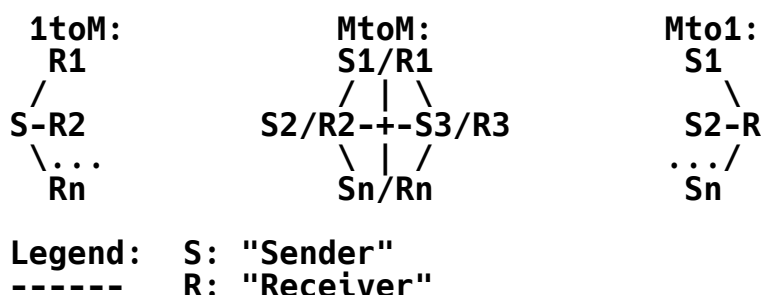 1toM:           MtoM:              Mto1:
  R1             S1/R1             S1
 /               / | \               \
S-R2         S2/R2-+-S3/R3         S2-R
 \...            \ | /            .../
  Rn             Sn/Rn             Sn
Legend:  S: "Sender"
------   R: "Receiver"